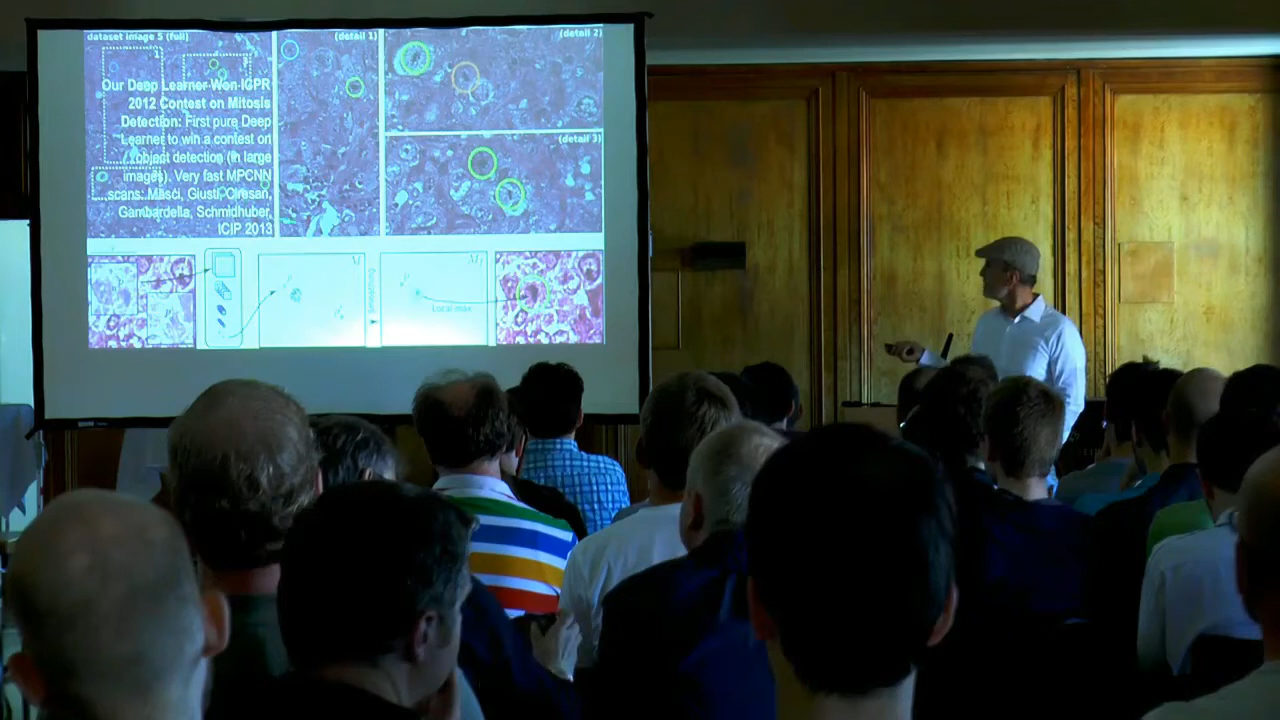 dataset image 5 (full)
(detail 1)
(detail 2)
1
Our Deep Learner Won ICPR
2012 Contest on Mitosis
Detection: First pure Deep
Learner to win a contest on
object detection (in large
images). Very fast MPCNN
scans: Masci, Giusti, Ciresan,
Gambardella, Schmidhuber,
ICIP 2013
(detail 3)
smoothing
Local max